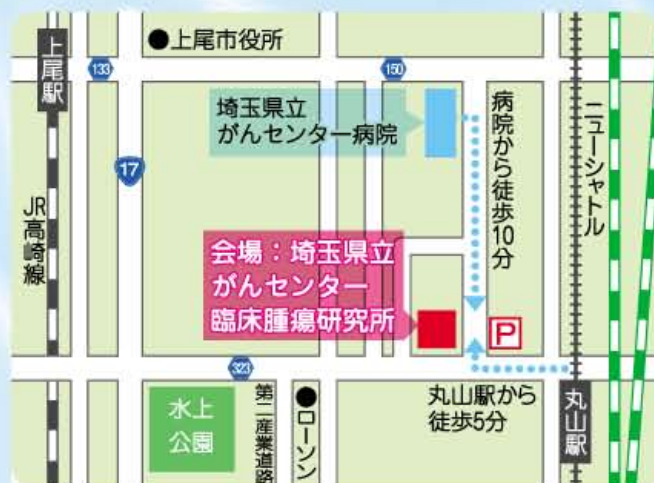 上尾駅
133
●上尾市役所
150
埼玉県立
がんセンター病院
病院から徒歩10分
ニューシャトル
17
JR高崎線
会場：埼玉県立
がんセンター
臨床腫瘍研究所
P
323
水上
公園
第二産業道路
●ローソン
丸山駅から
徒歩5分
丸山駅